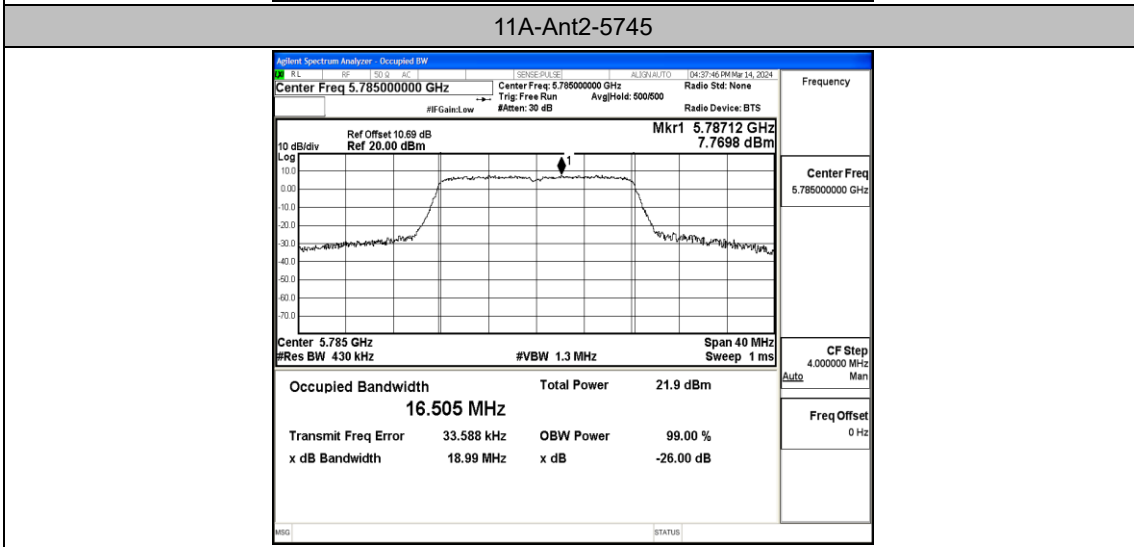 11A-Ant2-5745
Agilent Spectrum Analyzer - Occupied BW
RL RF 50 Ω AC SENSE:PULSE ALIGN AUTO 04:37:46 PM Mar 14, 2024
Center Freq 5.785000000 GHz Center Freq: 5.785000000 GHz Radio Std: None Frequency
Trig: Free Run Avg|Hold: 500/500
#IFGain:Low #Atten: 30 dB Radio Device: BTS
Mkr1 5.78712 GHz
Ref Offset 10.69 dB
10 dB/div Ref 20.00 dBm 7.7698 dBm
Log
10.0
0.00
-10.0
-20.0
-30.0
-40.0
-50.0
-60.0
-70.0
1
Center Freq
5.785000000 GHz
Center 5.785 GHz Span 40 MHz
#Res BW 430 kHz #VBW 1.3 MHz Sweep 1 ms
CF Step
4.000000 MHz
Auto Man
Occupied Bandwidth Total Power 21.9 dBm
16.505 MHz
Transmit Freq Error 33.588 kHz OBW Power 99.00 %
x dB Bandwidth 18.99 MHz x dB -26.00 dB
Freq Offset
0 Hz
MSG STATUS